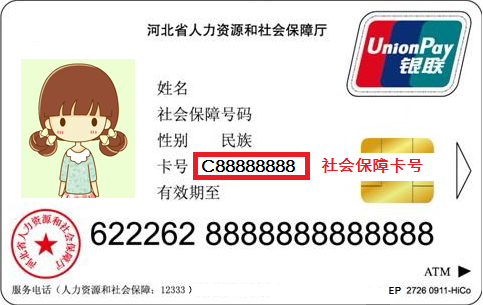 河北省人力资源和社会保障厅
UnionPay
银联
姓名
社会保障号码
性别 民族
卡号 C88888888 社会保障卡号
有效期至
河北省人力资源和社会保障厅
622262 8888888888888
ATM
服务电话（人力资源和社会保障：12333） EP 2726 0911-HiCo